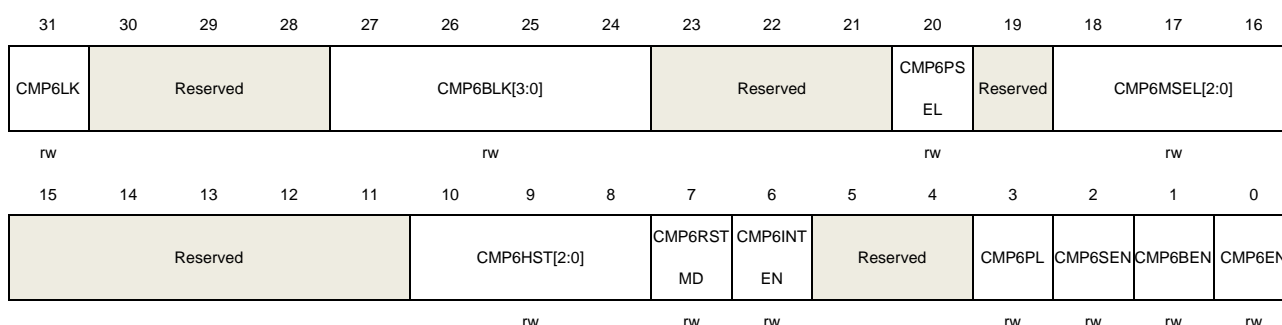 31 30 29 28 27 26 25 24 23 22 21 20 19 18 17 16
CMP6LK Reserved CMP6BLK[3:0] Reserved CMP6PS EL Reserved CMP6MSEL[2:0]
rw rw rw rw
15 14 13 12 11 10 9 8 7 6 5 4 3 2 1 0
Reserved CMP6HST[2:0] CMP6RST MD CMP6INT EN Reserved CMP6PL CMP6SEN CMP6BEN CMP6EN
rw rw rw rw rw rw rw